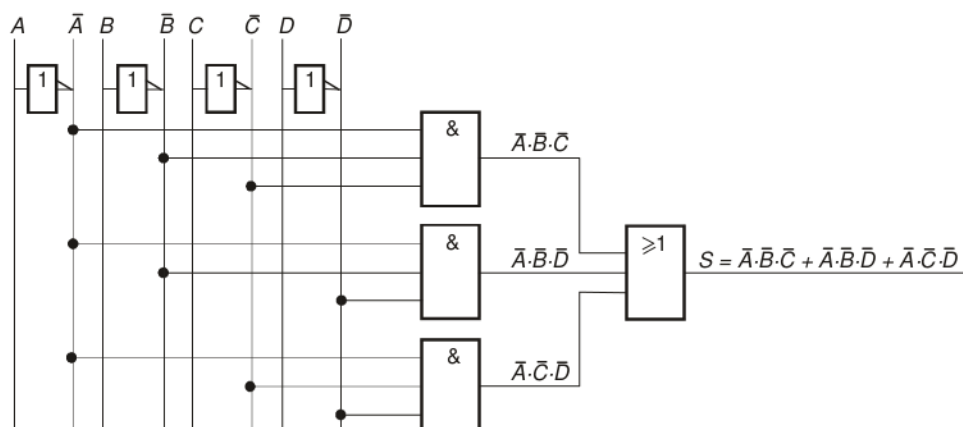 A Ā B B̄ C C̄ D D̄
1 1 1 1
&
Ā·B̄·C̄
&
≥1
Ā·B̄·D̄
S = Ā·B̄·C̄ + Ā·B̄·D̄ + Ā·C̄·D̄
&
Ā·C̄·D̄